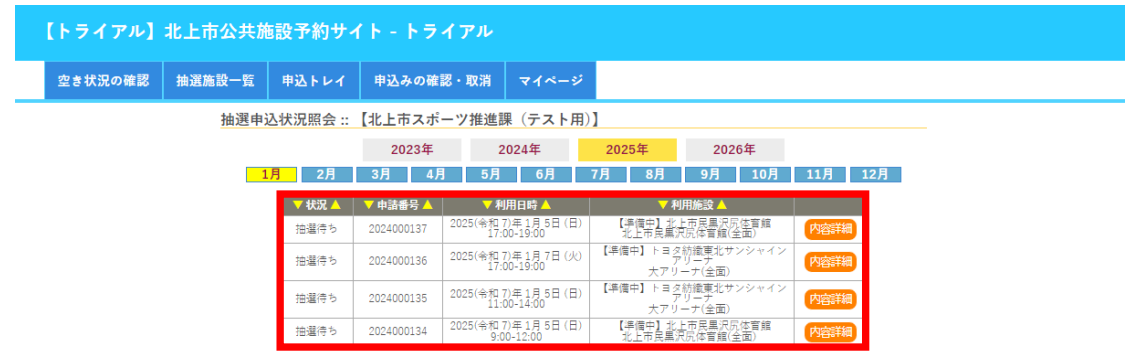 【トライアル】北上市公共施設予約サイト - トライアル
空き状況の確認 抽選施設一覧 申込トレイ 申込みの確認・取消 マイページ
抽選申込状況照会 :: 【北上市スポーツ推進課（テスト用）】
2023年 2024年 2025年 2026年
1月 2月 3月 4月 5月 6月 7月 8月 9月 10月 11月 12月
▼状況▲ ▼申請番号▲ ▼利用日時▲ ▼利用施設▲
抽選待ち 2024000137 2025(令和 7)年 1月 5日 (日) 【準備中】北上市民黒沢尻体育館 内容詳細
17:00-19:00 北上市民黒沢尻体育館(全面)
抽選待ち 2024000136 2025(令和 7)年 1月 7日 (火) 【準備中】トヨタ紡織東北サンシャイン 内容詳細
17:00-19:00 アリーナ
大アリーナ(全面)
抽選待ち 2024000135 2025(令和 7)年 1月 5日 (日) 【準備中】トヨタ紡織東北サンシャイン 内容詳細
11:00-14:00 アリーナ
大アリーナ(全面)
抽選待ち 2024000134 2025(令和 7)年 1月 5日 (日) 【準備中】北上市民黒沢尻体育館 内容詳細
9:00-12:00 北上市民黒沢尻体育館(全面)